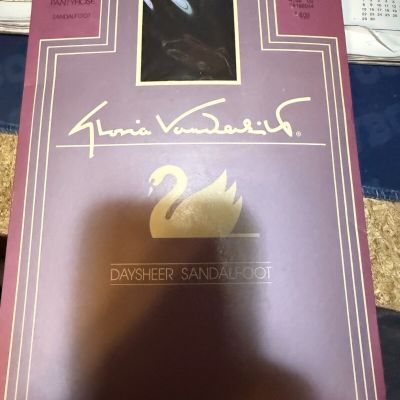 PANTYHOSE
SANDALFOOT
Gloria Vanderbilt®
DAYSHEER SANDALFOOT